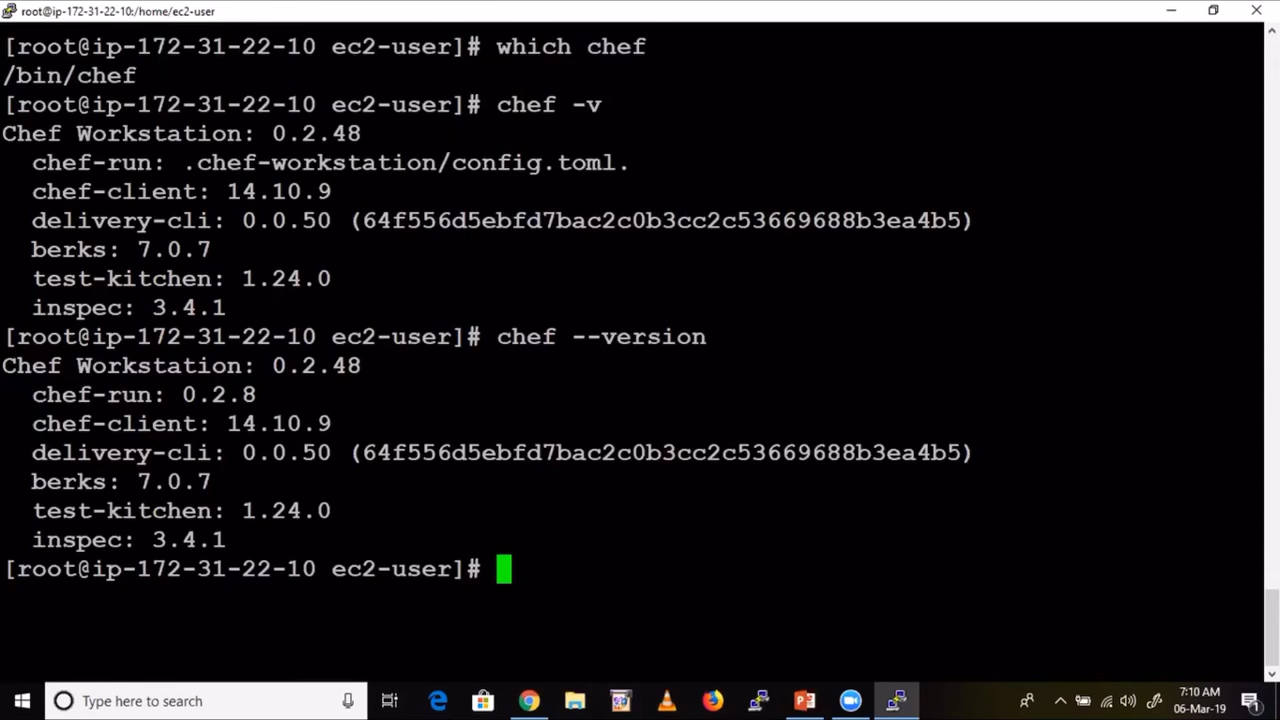 root@ip-172-31-22-10:/home/ec2-user
[root@ip-172-31-22-10 ec2-user]# which chef
/bin/chef
[root@ip-172-31-22-10 ec2-user]# chef -v
Chef Workstation: 0.2.48
  chef-run: .chef-workstation/config.toml.
  chef-client: 14.10.9
  delivery-cli: 0.0.50 (64f556d5ebfd7bac2c0b3cc2c53669688b3ea4b5)
  berks: 7.0.7
  test-kitchen: 1.24.0
  inspec: 3.4.1
[root@ip-172-31-22-10 ec2-user]# chef --version
Chef Workstation: 0.2.48
  chef-run: 0.2.8
  chef-client: 14.10.9
  delivery-cli: 0.0.50 (64f556d5ebfd7bac2c0b3cc2c53669688b3ea4b5)
  berks: 7.0.7
  test-kitchen: 1.24.0
  inspec: 3.4.1
[root@ip-172-31-22-10 ec2-user]#
Type here to search
7:10 AM
06-Mar-19